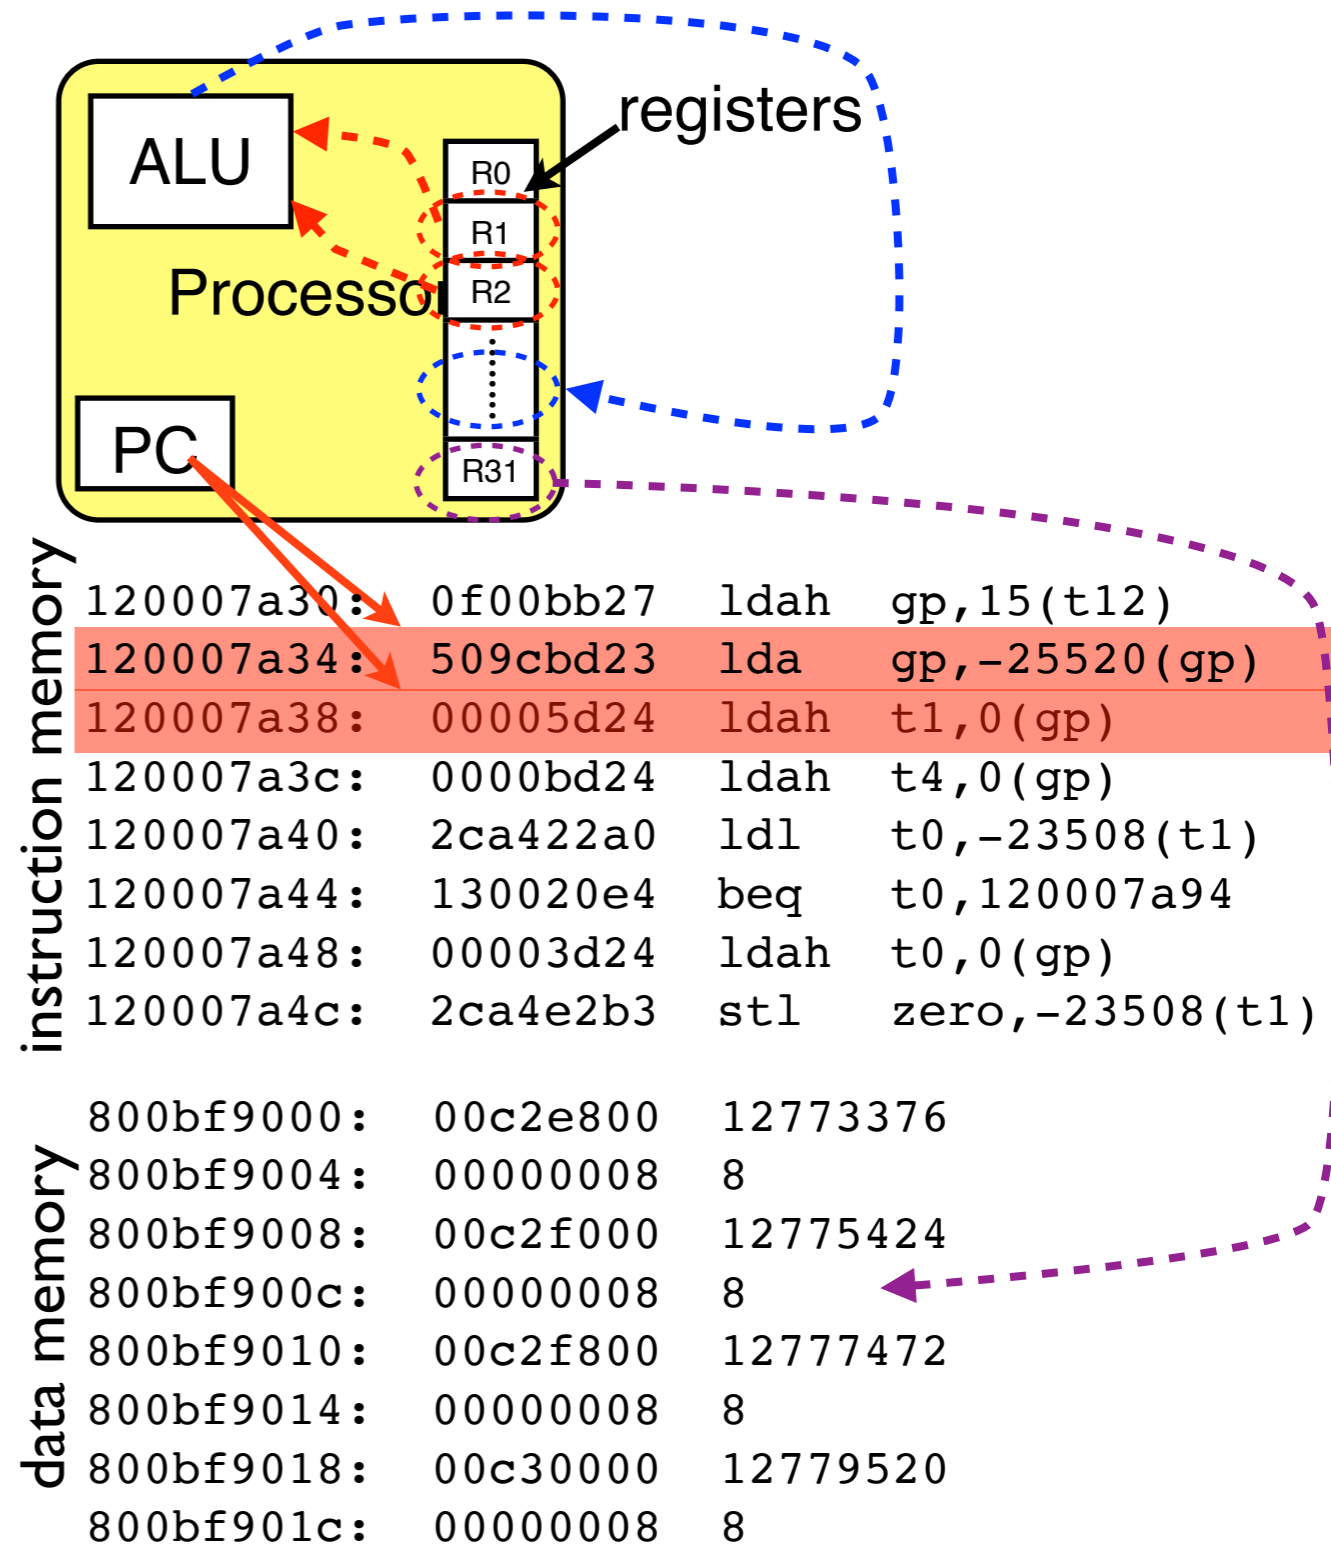 registers
ALU
R0
R1
Processor
R2
R31
PC
instruction memory
120007a30: 0f00bb27 ldah gp,15(t12)
120007a34: 509cbd23 lda gp,-25520(gp)
120007a38: 00005d24 ldah t1,0(gp)
120007a3c: 0000bd24 ldah t4,0(gp)
120007a40: 2ca422a0 ldl t0,-23508(t1)
120007a44: 130020e4 beq t0,120007a94
120007a48: 00003d24 ldah t0,0(gp)
120007a4c: 2ca4e2b3 stl zero,-23508(t1)
data memory
800bf9000: 00c2e800 12773376
800bf9004: 00000008 8
800bf9008: 00c2f000 12775424
800bf900c: 00000008 8
800bf9010: 00c2f800 12777472
800bf9014: 00000008 8
800bf9018: 00c30000 12779520
800bf901c: 00000008 8